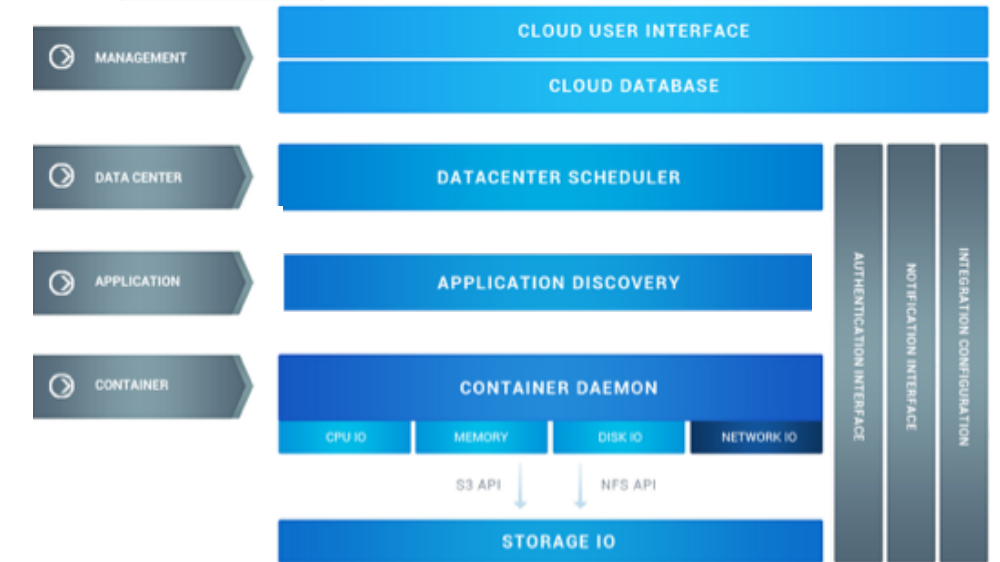 MANAGEMENT
CLOUD USER INTERFACE
CLOUD DATABASE
DATA CENTER
DATACENTER SCHEDULER
APPLICATION
APPLICATION DISCOVERY
CONTAINER
CONTAINER DAEMON
CPU IO
MEMORY
DISK IO
NETWORK IO
S3 API
NFS API
STORAGE IO
AUTHENTICATION INTERFACE
NOTIFICATION INTERFACE
INTEGRATION CONFIGURATION